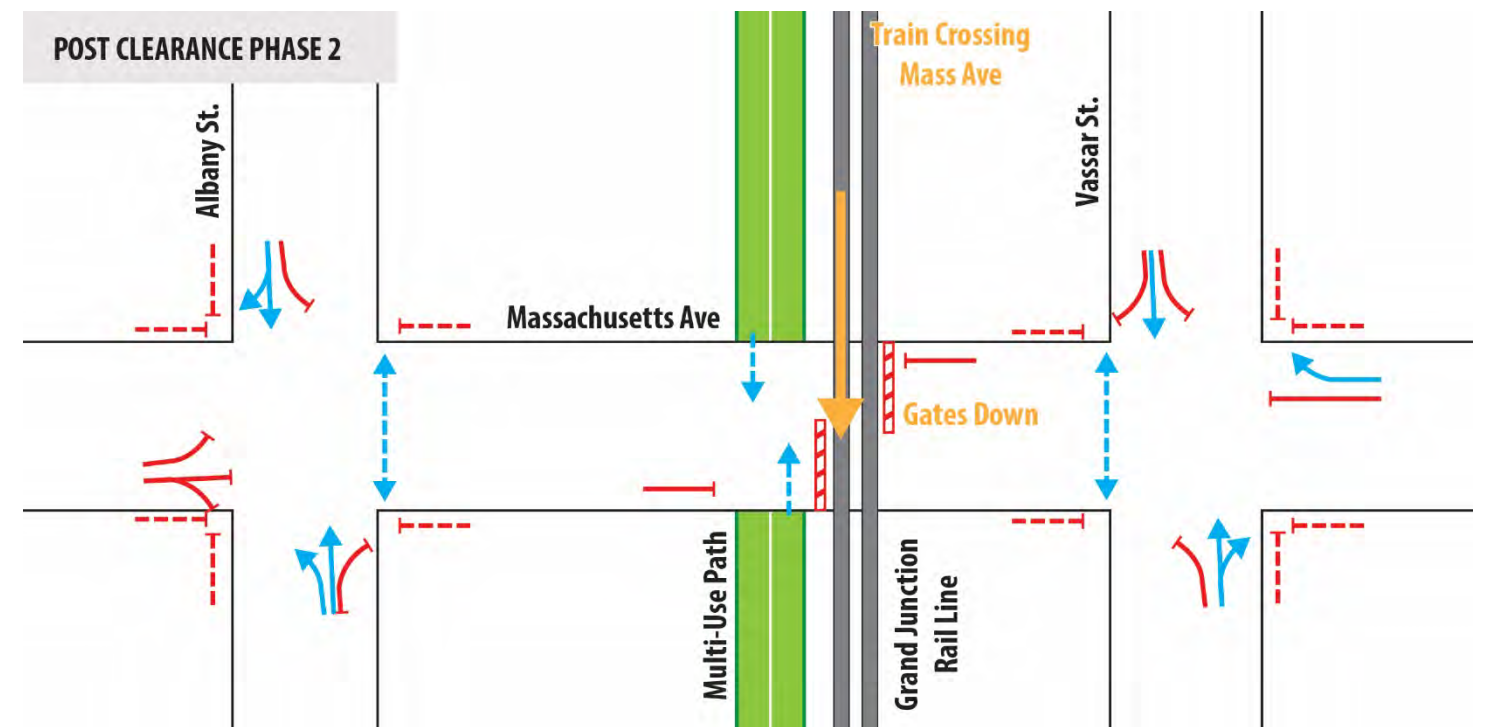 POST CLEARANCE PHASE 2
Train Crossing
Mass Ave
Albany St.
Vassar St.
Massachusetts Ave
Gates Down
Multi-Use Path
Grand Junction
Rail Line